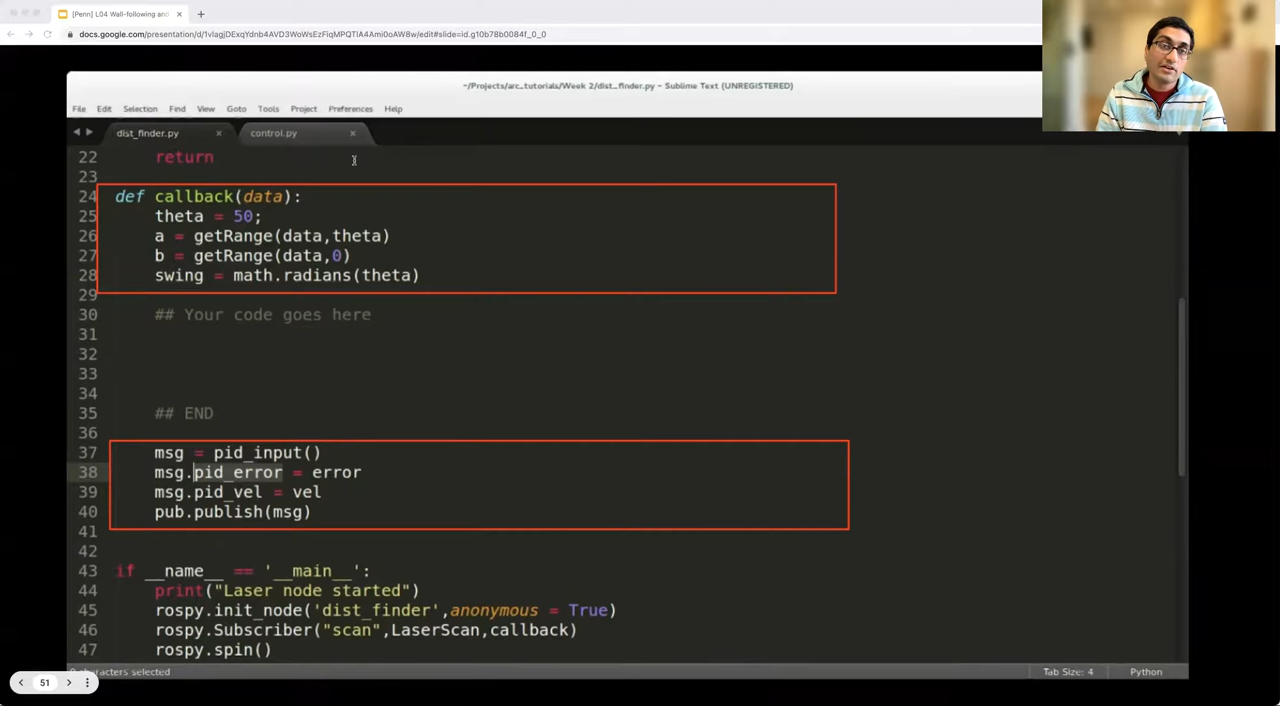 [Penn] L04 Wall-following and
docs.google.com/presentation/d/1vlagjDExqYdnb4AVD3WoWsEzFiqMPQTlA4Ami0oAW8w/edit#slide=id.g10b78b0084f_0_0
~/Projects/arc_tutorials/Week 2/dist_finder.py - Sublime Text (UNREGISTERED)
File Edit Selection Find View Goto Tools Project Preferences Help
dist_finder.py control.py
22 return
23
24 def callback(data):
25 theta = 50;
26 a = getRange(data,theta)
27 b = getRange(data,0)
28 swing = math.radians(theta)
29
30 ## Your code goes here
31
32
33
34
35 ## END
36
37 msg = pid_input()
38 msg.pid_error = error
39 msg.pid_vel = vel
40 pub.publish(msg)
41
42
43 if __name__ == '__main__':
44 print("Laser node started")
45 rospy.init_node('dist_finder',anonymous = True)
46 rospy.Subscriber("scan",LaserScan,callback)
47 rospy.spin()
characters selected Tab Size: 4 Python
51